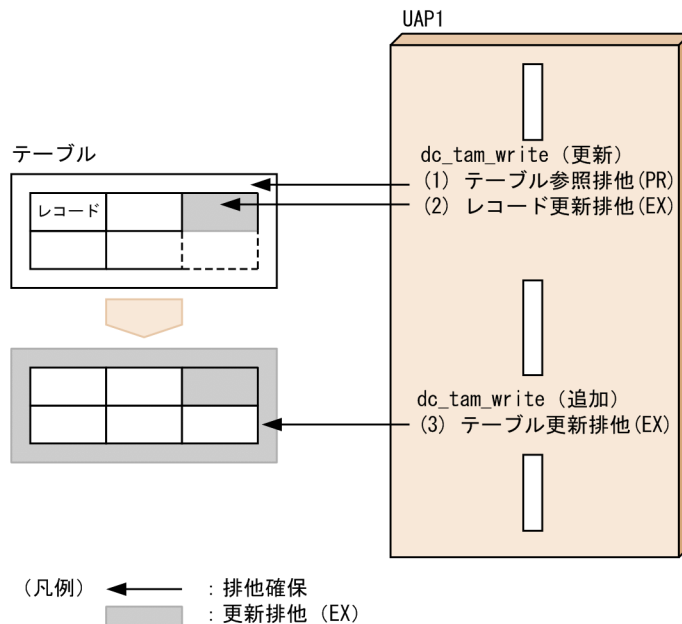 UAP1
テーブル
レコード
dc_tam_write (更新)
(1) テーブル参照排他(PR)
(2) レコード更新排他(EX)
dc_tam_write (追加)
(3) テーブル更新排他(EX)
(凡例)
：排他確保
：更新排他 (EX)